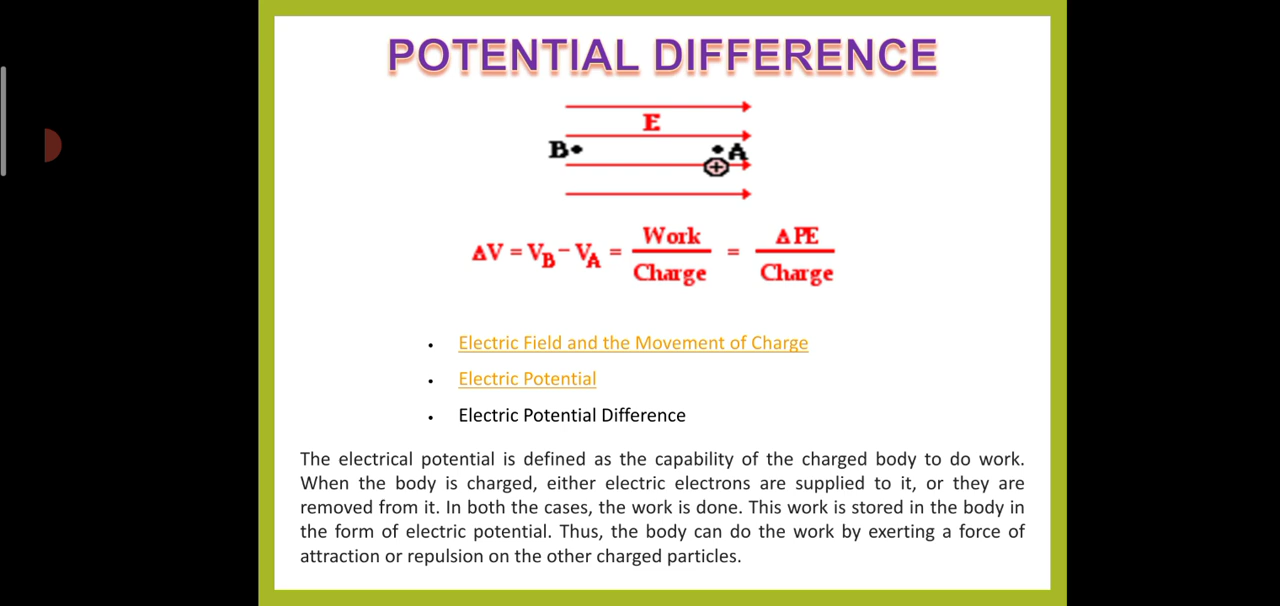 POTENTIAL DIFFERENCE
E
B• •A
+
ΔV = VB − VA = Work / Charge = Δ PE / Charge
• Electric Field and the Movement of Charge
• Electric Potential
• Electric Potential Difference
The electrical potential is defined as the capability of the charged body to do work.
When the body is charged, either electric electrons are supplied to it, or they are
removed from it. In both the cases, the work is done. This work is stored in the body in
the form of electric potential. Thus, the body can do the work by exerting a force of
attraction or repulsion on the other charged particles.